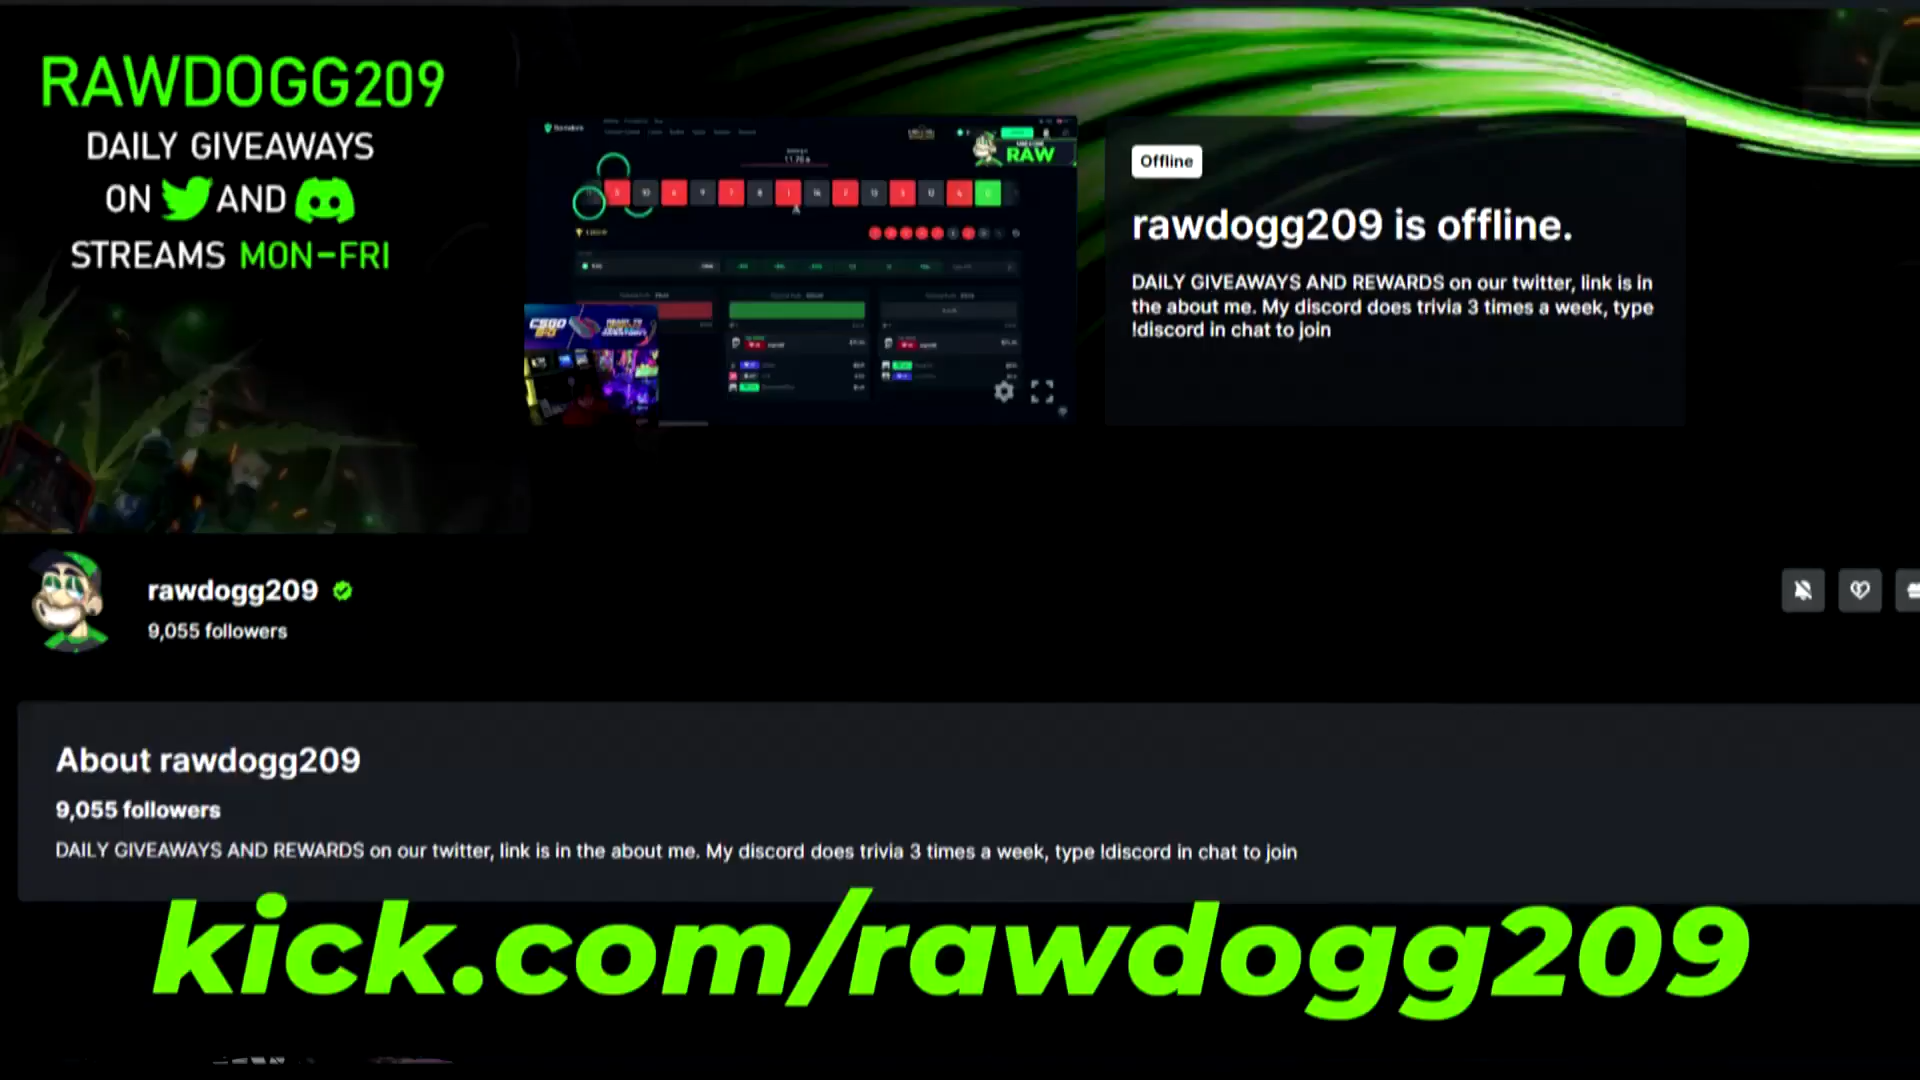 RAWDOGG209
DAILY GIVEAWAYS
ON AND
STREAMS MON-FRI
RAW
Offline
rawdogg209 is offline.
DAILY GIVEAWAYS AND REWARDS on our twitter, link is in
the about me. My discord does trivia 3 times a week, type
!discord in chat to join
rawdogg209
9,055 followers
About rawdogg209
9,055 followers
DAILY GIVEAWAYS AND REWARDS on our twitter, link is in the about me. My discord does trivia 3 times a week, type !discord in chat to join
kick.com/rawdogg209